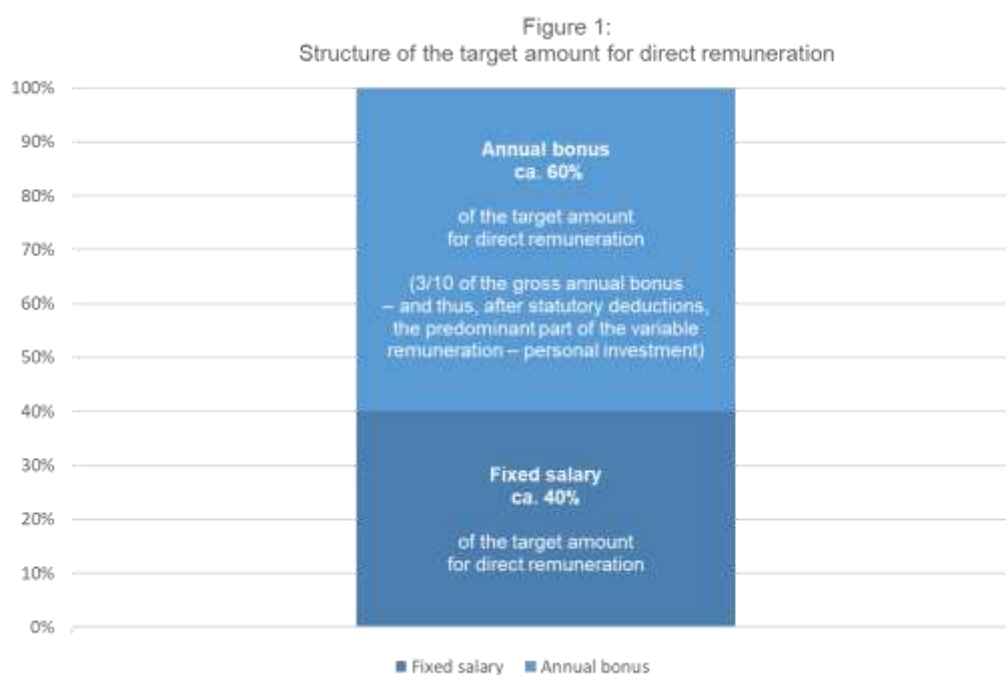 Figure 1:
Structure of the target amount for direct remuneration
100%
90%
80%
70%
60%
50%
40%
30%
20%
10%
0%
Annual bonus
ca. 60%
of the target amount
for direct remuneration
(3/10 of the gross annual bonus
– and thus, after statutory deductions,
the predominant part of the variable
remuneration – personal investment)
Fixed salary
ca. 40%
of the target amount
for direct remuneration
Fixed salary Annual bonus